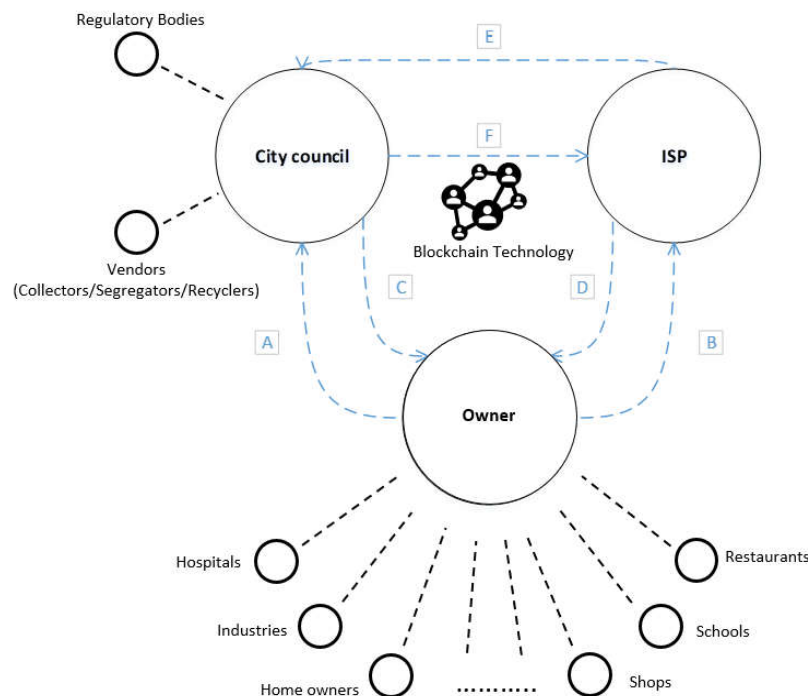 Regulatory Bodies
E
City council
F
ISP
Blockchain Technology
Vendors
(Collectors/Segregators/Recyclers)
C
D
A
B
Owner
Hospitals
Restaurants
Industries
Schools
Home owners
...........
Shops